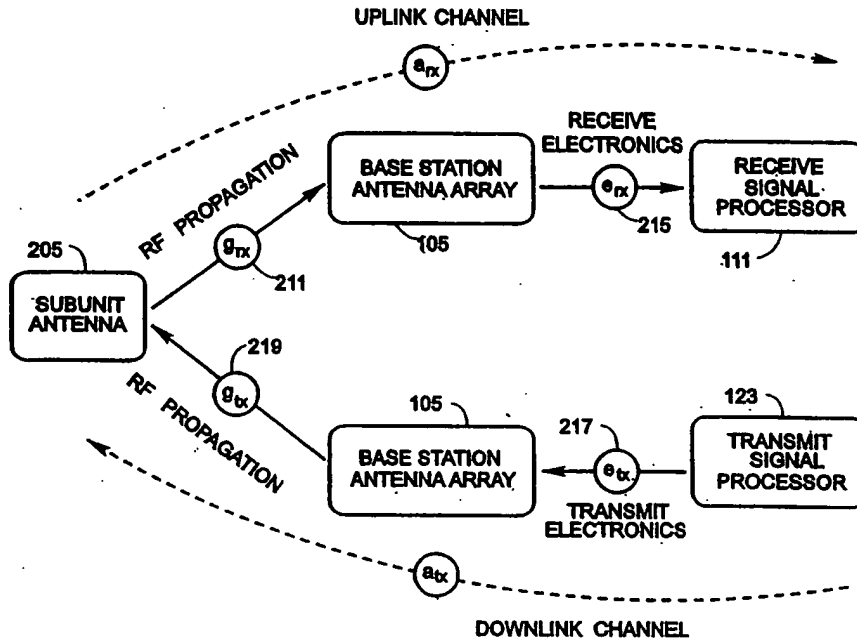 UPLINK CHANNEL
a_rx
RECEIVE
ELECTRONICS
RF PROPAGATION
BASE STATION
ANTENNA ARRAY
e_rx
RECEIVE
SIGNAL
PROCESSOR
105
215
111
205
g_rx
211
SUBUNIT
ANTENNA
219
g_tx
RF PROPAGATION
105
217
123
BASE STATION
ANTENNA ARRAY
e_tx
TRANSMIT
SIGNAL
PROCESSOR
TRANSMIT
ELECTRONICS
a_tx
DOWNLINK CHANNEL